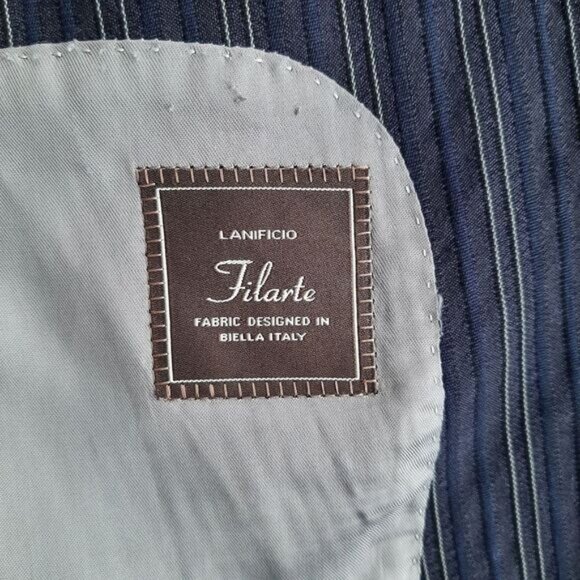 LANIFICIO
Filarte
FABRIC DESIGNED IN
BIELLA ITALY